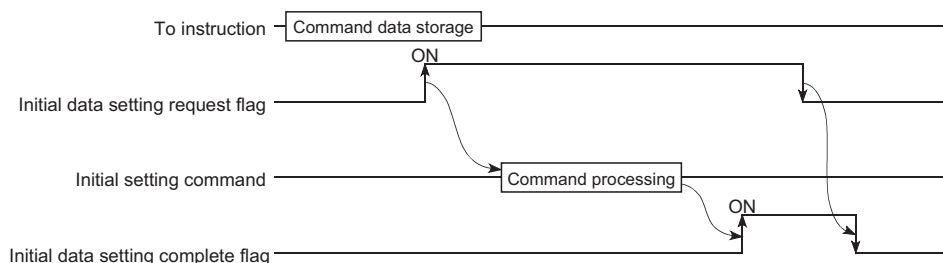 To instruction
Command data storage
ON
Initial data setting request flag
Initial setting command
Command processing
ON
Initial data setting complete flag